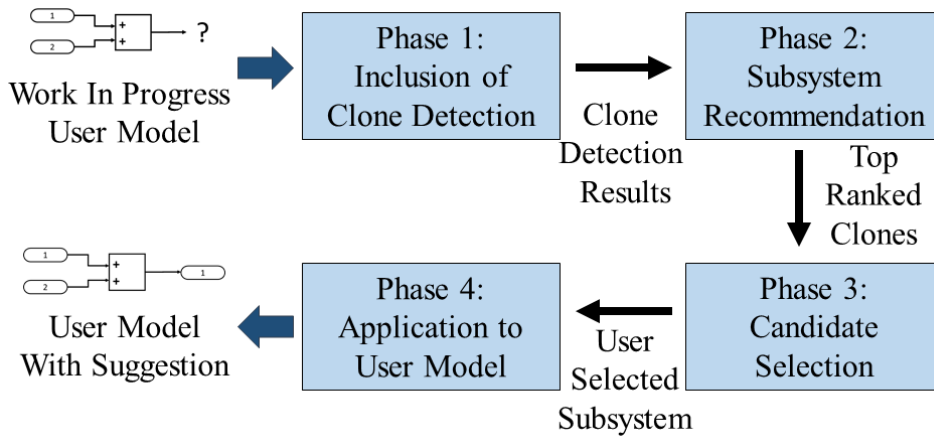 1
2
+
+
?
Work In Progress
User Model
Phase 1:
Inclusion of
Clone Detection
Clone
Detection
Results
Phase 2:
Subsystem
Recommendation
Top
Ranked
Clones
Phase 3:
Candidate
Selection
User
Selected
Subsystem
Phase 4:
Application to
User Model
1
2
+
+
1
User Model
With Suggestion